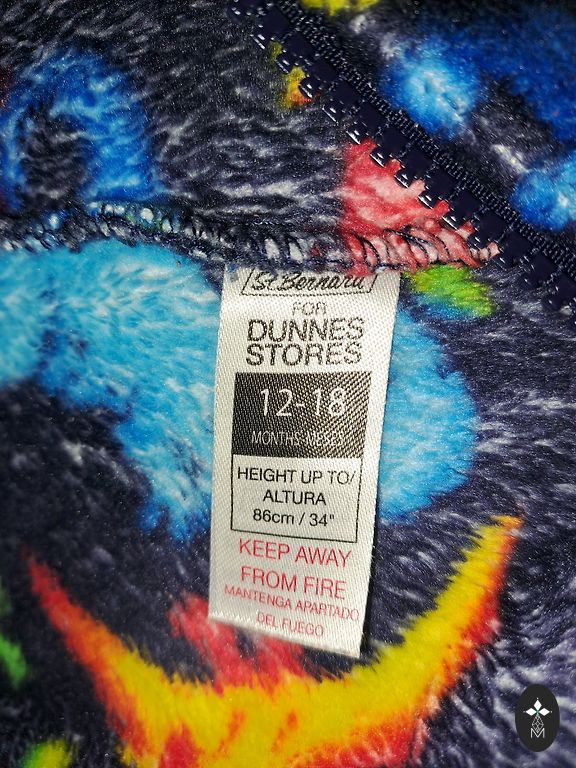 St Bernard
FOR
DUNNES
STORES
12-18
MONTHS-MESES
HEIGHT UP TO/
ALTURA
86cm / 34"
KEEP AWAY
FROM FIRE
MANTENGA APARTADO
DEL FUEGO
M